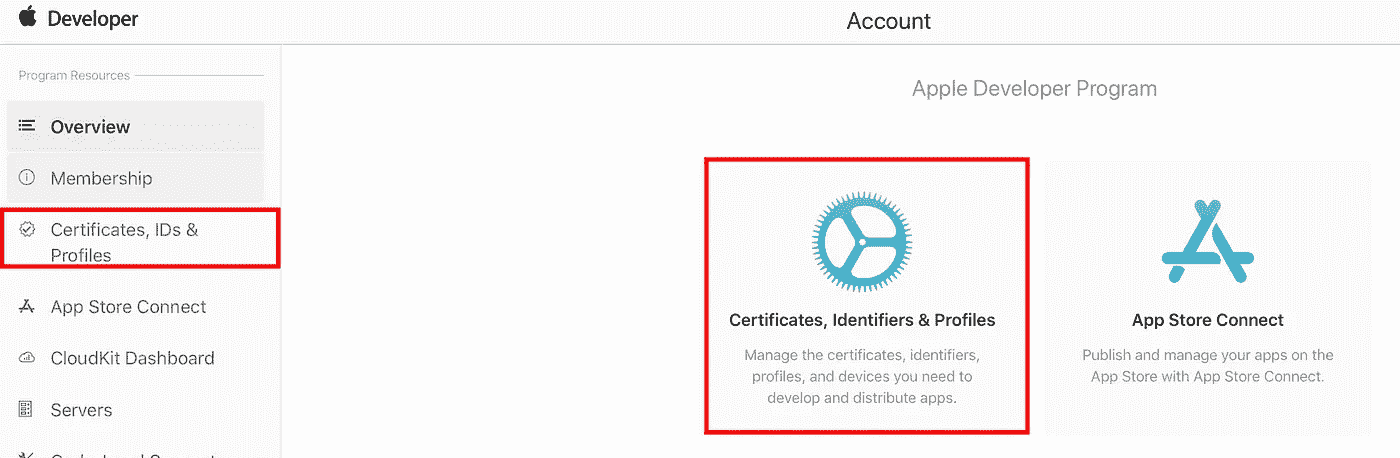 Developer
Account
Program Resources
Overview
Membership
Certificates, IDs &
Profiles
App Store Connect
CloudKit Dashboard
Servers
Apple Developer Program
Certificates, Identifiers & Profiles
Manage the certificates, identifiers,
profiles, and devices you need to
develop and distribute apps.
App Store Connect
Publish and manage your apps on the
App Store with App Store Connect.